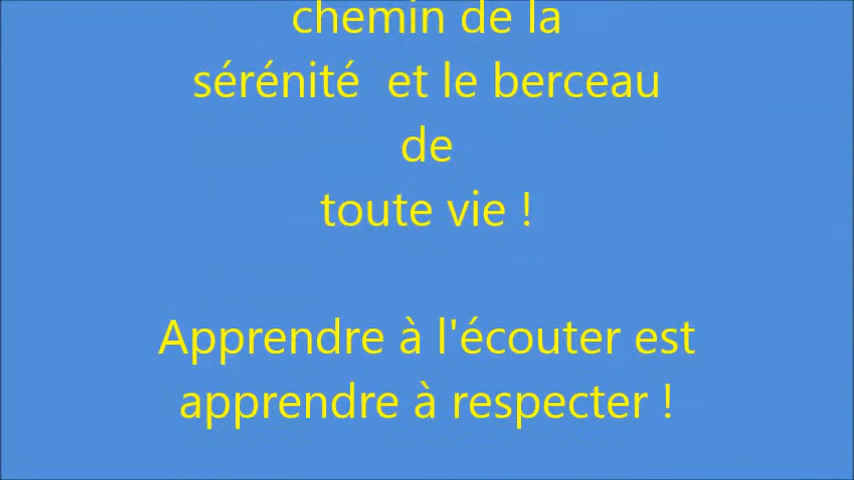 chemin de la
sérénité et le berceau
de
toute vie !
Apprendre à l'écouter est
apprendre à respecter !